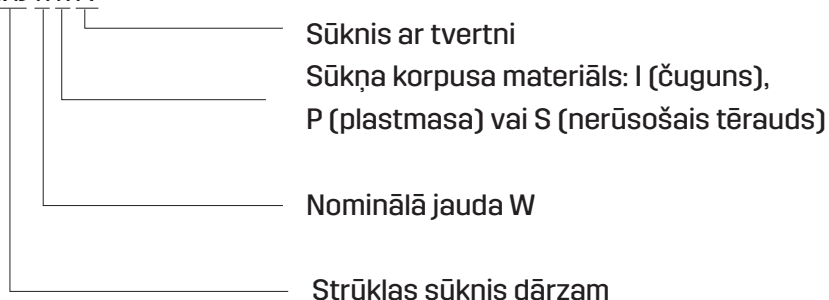 Sūknis ar tvertni
Sūkņa korpusa materiāls: I (čuguns),
P (plastmasa) vai S (nerūsošais tērauds)
Nominālā jauda W
Strūklas sūknis dārzam